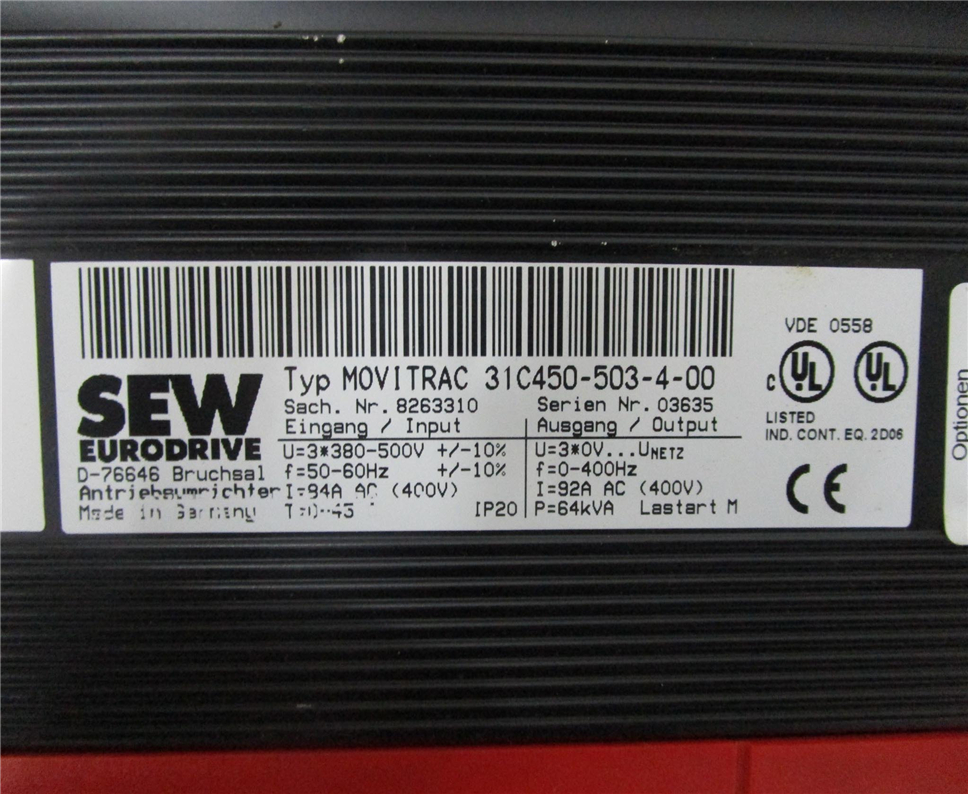 VDE 0558
C UL UL
LISTED
IND. CONT. EQ. 2D06
CE
SEW
EURODRIVE
D-76646 Bruchsal
Antriebsumrichter
Made in Germany
Typ MOVITRAC 31C450-503-4-00
Sach. Nr. 8263310 Serien Nr. 03635
Eingang / Input Ausgang / Output
U=3*380-500V +/-10% U=3*0V...UNETZ
f=50-60Hz +/-10% f=0-400Hz
I=84A AC (400V) I=92A AC (400V)
IP20 P=64kVA Lastart M
Optionen